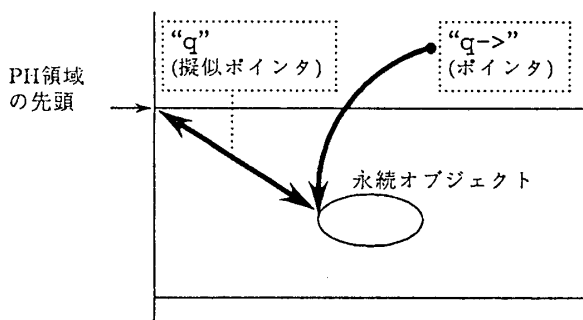 “q”
(擬似ポインタ)
“q->”
(ポインタ)
PH領域
の先頭
永続オブジェクト